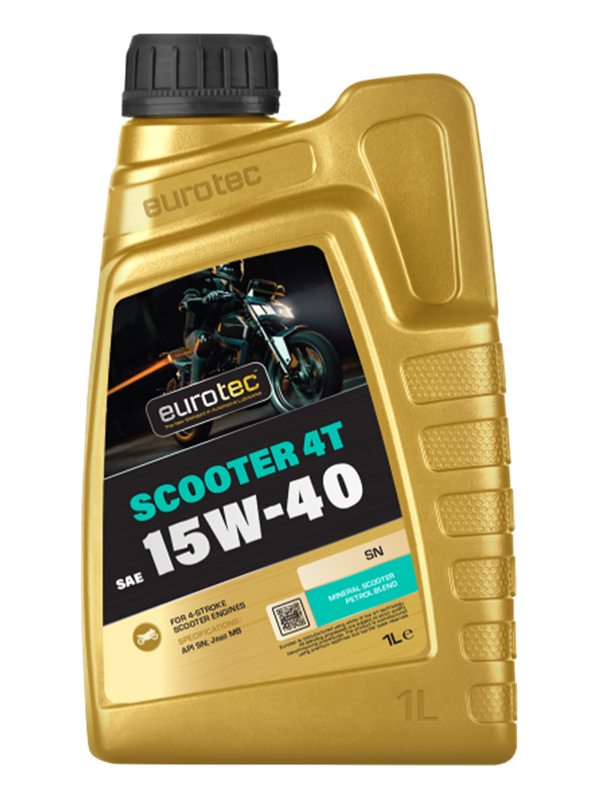 eurotec
eurotec™
The New Standard in Automotive Lubricants
SCOOTER 4T
SAE 15W-40
SN
MINERAL SCOOTER
PETROL BLEND
FOR 4-STROKE
SCOOTER ENGINES
SPECIFICATIONS:
API SN, Jaso MB
1L e
1L